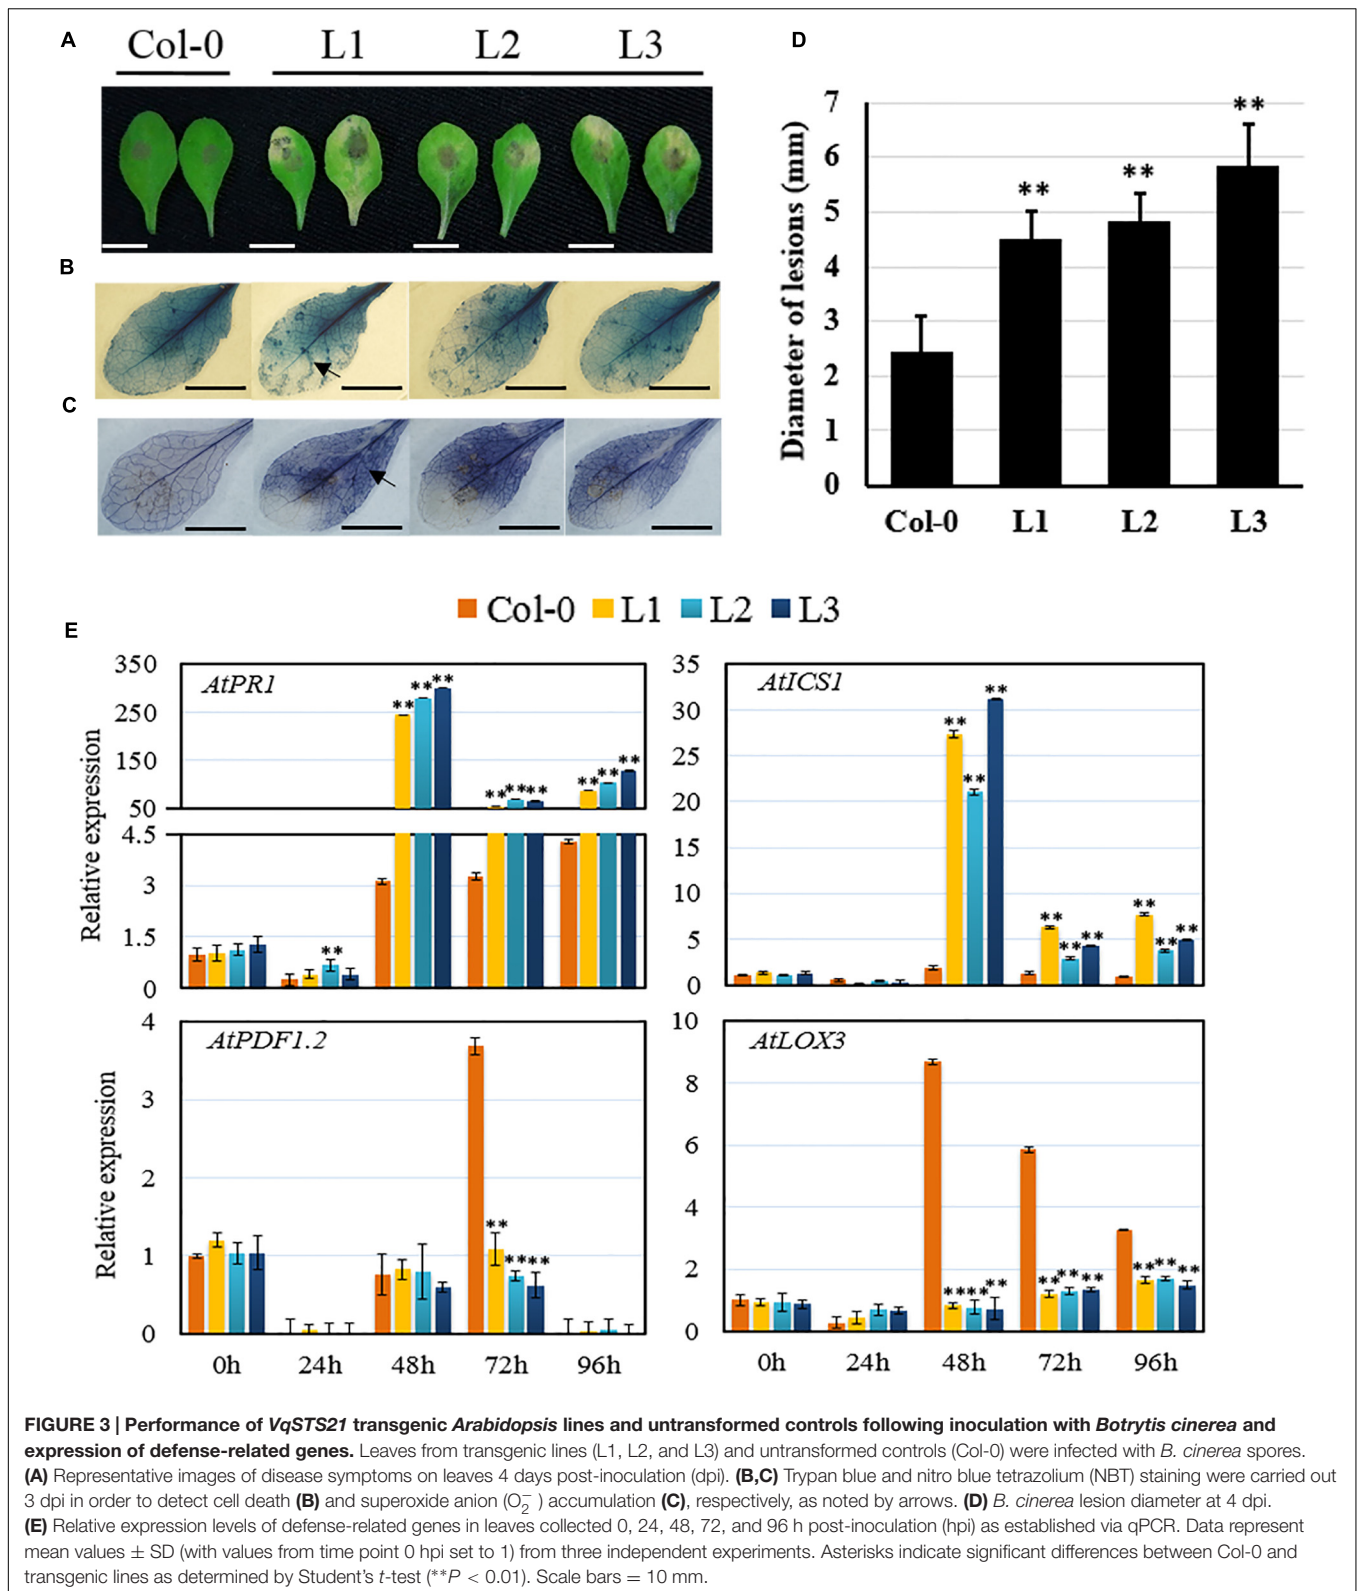 A
Col-0 L1 L2 L3
B
C
D
Diameter of lesions (mm)
7
6
5
4
3
2
1
0
** ** **
Col-0 L1 L2 L3
Col-0 L1 L2 L3
E
Relative expression
AtPR1
350
250
150
50
4.5
3
1.5
0
** ** ** ** ** ** ** ** ** **
AtICS1
35
30
25
20
15
10
5
0
** ** ** ** ** ** ** ** **
Relative expression
AtPDF1.2
4
3
2
1
0
** ** **
0h 24h 48h 72h 96h
AtLOX3
10
8
6
4
2
0
** ** ** ** ** ** ** ** **
0h 24h 48h 72h 96h
FIGURE 3 | Performance of VqSTS21 transgenic Arabidopsis lines and untransformed controls following inoculation with Botrytis cinerea and
expression of defense-related genes. Leaves from transgenic lines (L1, L2, and L3) and untransformed controls (Col-0) were infected with B. cinerea spores.
(A) Representative images of disease symptoms on leaves 4 days post-inoculation (dpi). (B,C) Trypan blue and nitro blue tetrazolium (NBT) staining were carried out
3 dpi in order to detect cell death (B) and superoxide anion (O₂⁻ ) accumulation (C), respectively, as noted by arrows. (D) B. cinerea lesion diameter at 4 dpi.
(E) Relative expression levels of defense-related genes in leaves collected 0, 24, 48, 72, and 96 h post-inoculation (hpi) as established via qPCR. Data represent
mean values ± SD (with values from time point 0 hpi set to 1) from three independent experiments. Asterisks indicate significant differences between Col-0 and
transgenic lines as determined by Student's t-test (**P < 0.01). Scale bars = 10 mm.